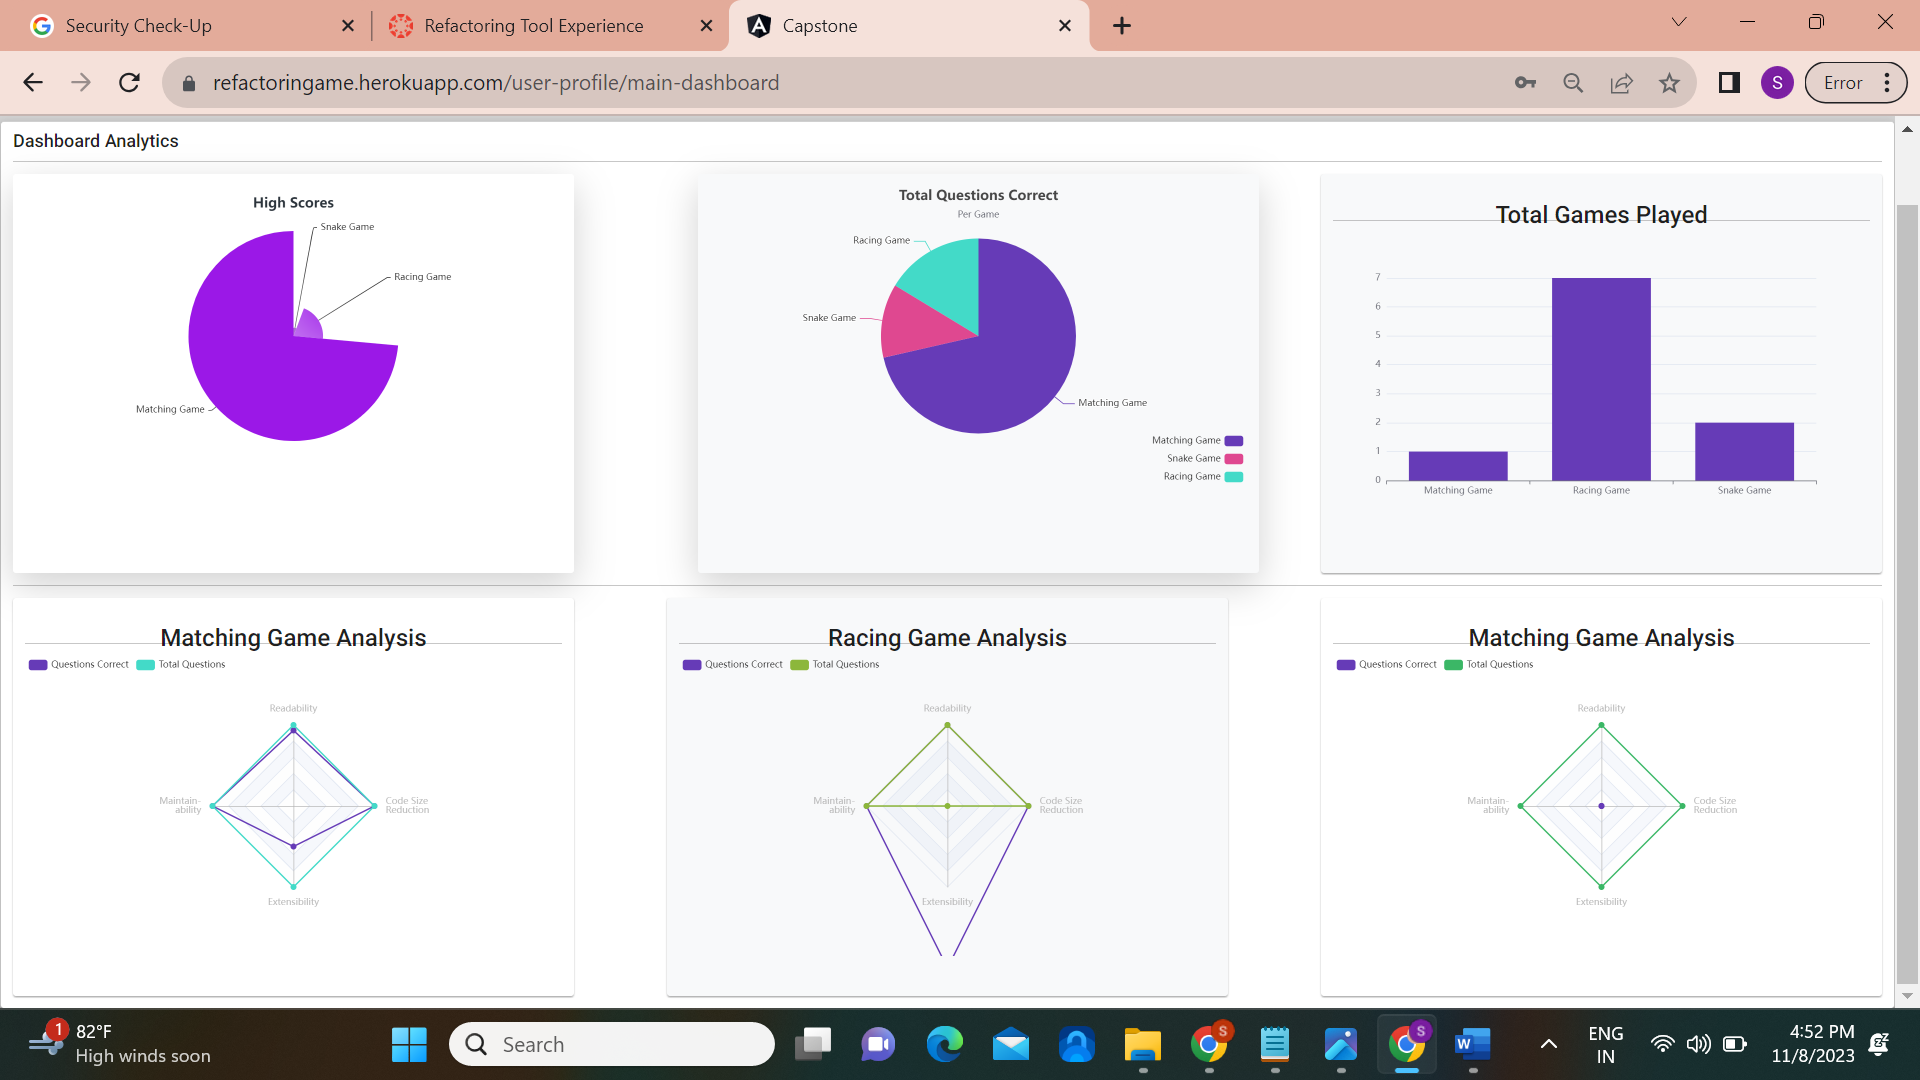 Security Check-Up
Refactoring Tool Experience
Capstone
refactoringame.herokuapp.com/user-profile/main-dashboard
S
Error
Dashboard Analytics
High Scores
Snake Game
Racing Game
Matching Game
Total Questions Correct
Per Game
Racing Game
Snake Game
Matching Game
Matching Game
Snake Game
Racing Game
Total Games Played
7
6
5
4
3
2
1
0
Matching Game
Racing Game
Snake Game
Matching Game Analysis
Questions Correct
Total Questions
Readability
Maintain-
ability
Code Size
Reduction
Extensibility
Racing Game Analysis
Questions Correct
Total Questions
Readability
Maintain-
ability
Code Size
Reduction
Extensibility
Matching Game Analysis
Questions Correct
Total Questions
Readability
Maintain-
ability
Code Size
Reduction
Extensibility
1
82°F
High winds soon
Search
S
S
W
ENG
IN
4:52 PM
11/8/2023